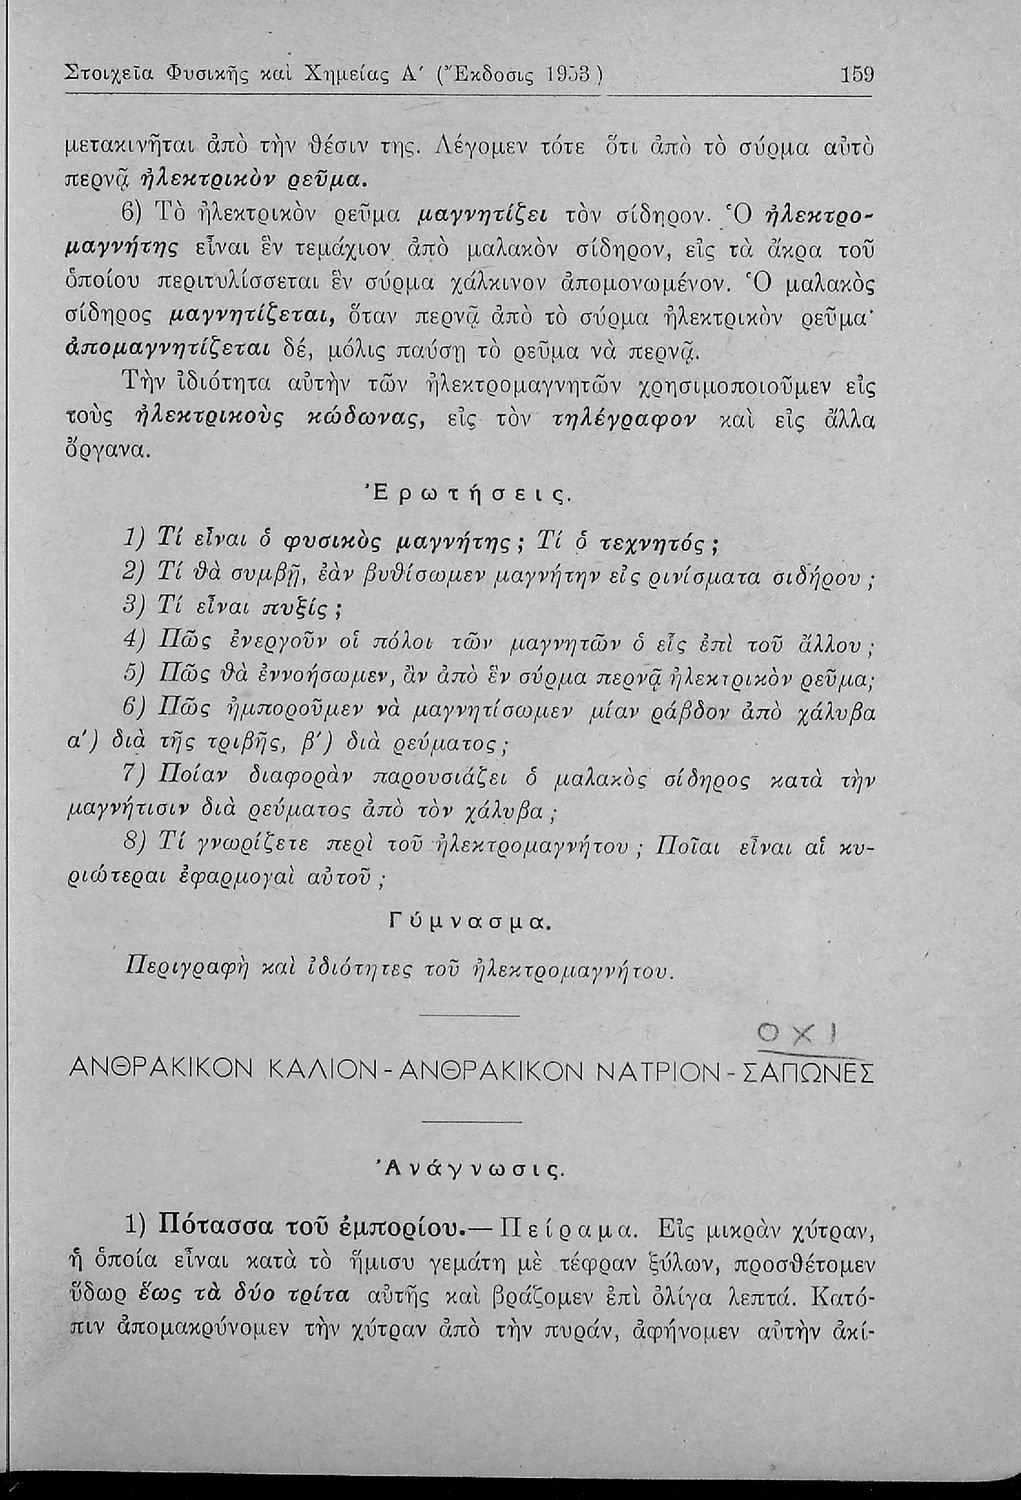 Στοιχεῖα Φυσικῆς καὶ Χημείας Α΄ (Ἔκδοσις 1953) 159
μετακινῆται ἀπὸ τὴν θέσιν της. Λέγομεν τότε ὅτι ἀπὸ τὸ σύρμα αὐτὸ
περνᾷ ἠλεκτρικὸν ρεῦμα.
6) Τὸ ἠλεκτρικὸν ρεῦμα μαγνητίζει τὸν σίδηρον. Ὁ ἠλεκτρο-
μαγνήτης εἶναι ἓν τεμάχιον ἀπὸ μαλακὸν σίδηρον, εἰς τὰ ἄκρα τοῦ
ὁποίου περιτυλίσσεται ἓν σύρμα χάλκινον ἀπομονωμένον. Ὁ μαλακὸς
σίδηρος μαγνητίζεται, ὅταν περνᾷ ἀπὸ τὸ σύρμα ἠλεκτρικὸν ρεῦμα·
ἀπομαγνητίζεται δέ, μόλις παύσῃ τὸ ρεῦμα νὰ περνᾷ.
Τὴν ἰδιότητα αὐτὴν τῶν ἠλεκτρομαγνητῶν χρησιμοποιοῦμεν εἰς
τοὺς ἠλεκτρικοὺς κώδωνας, εἰς τὸν τηλέγραφον καὶ εἰς ἄλλα
ὄργανα.
Ἐρωτήσεις.
1) Τί εἶναι ὁ φυσικὸς μαγνήτης; Τί ὁ τεχνητός;
2) Τί θὰ συμβῇ, ἐὰν βυθίσωμεν μαγνήτην εἰς ρινίσματα σιδήρου;
3) Τί εἶναι πυξίς;
4) Πῶς ἐνεργοῦν οἱ πόλοι τῶν μαγνητῶν ὁ εἷς ἐπὶ τοῦ ἄλλου;
5) Πῶς θὰ ἐννοήσωμεν, ἂν ἀπὸ ἓν σύρμα περνᾷ ἠλεκτρικὸν ρεῦμα;
6) Πῶς ἠμποροῦμεν νὰ μαγνητίσωμεν μίαν ράβδον ἀπὸ χάλυβα
α΄) διὰ τῆς τριβῆς, β΄) διὰ ρεύματος;
7) Ποίαν διαφορὰν παρουσιάζει ὁ μαλακὸς σίδηρος κατὰ τὴν
μαγνήτισιν διὰ ρεύματος ἀπὸ τὸν χάλυβα;
8) Τί γνωρίζετε περὶ τοῦ ἠλεκτρομαγνήτου; Ποῖαι εἶναι αἱ κυ-
ριώτεραι ἐφαρμογαὶ αὐτοῦ;
Γύμνασμα.
Περιγραφὴ καὶ ἰδιότητες τοῦ ἠλεκτρομαγνήτου.
ΟΧΙ
ΑΝΘΡΑΚΙΚΟΝ ΚΑΛΙΟΝ - ΑΝΘΡΑΚΙΚΟΝ ΝΑΤΡΙΟΝ - ΣΑΠΩΝΕΣ
Ἀνάγνωσις.
1) Πότασσα τοῦ ἐμπορίου.— Πείραμα. Εἰς μικρὰν χύτραν,
ἡ ὁποία εἶναι κατὰ τὸ ἥμισυ γεμάτη μὲ τέφραν ξύλων, προσθέτομεν
ὕδωρ ἕως τὰ δύο τρίτα αὐτῆς καὶ βράζομεν ἐπὶ ὀλίγα λεπτά. Κατό-
πιν ἀπομακρύνομεν τὴν χύτραν ἀπὸ τὴν πυράν, ἀφήνομεν αὐτὴν ἀκί-